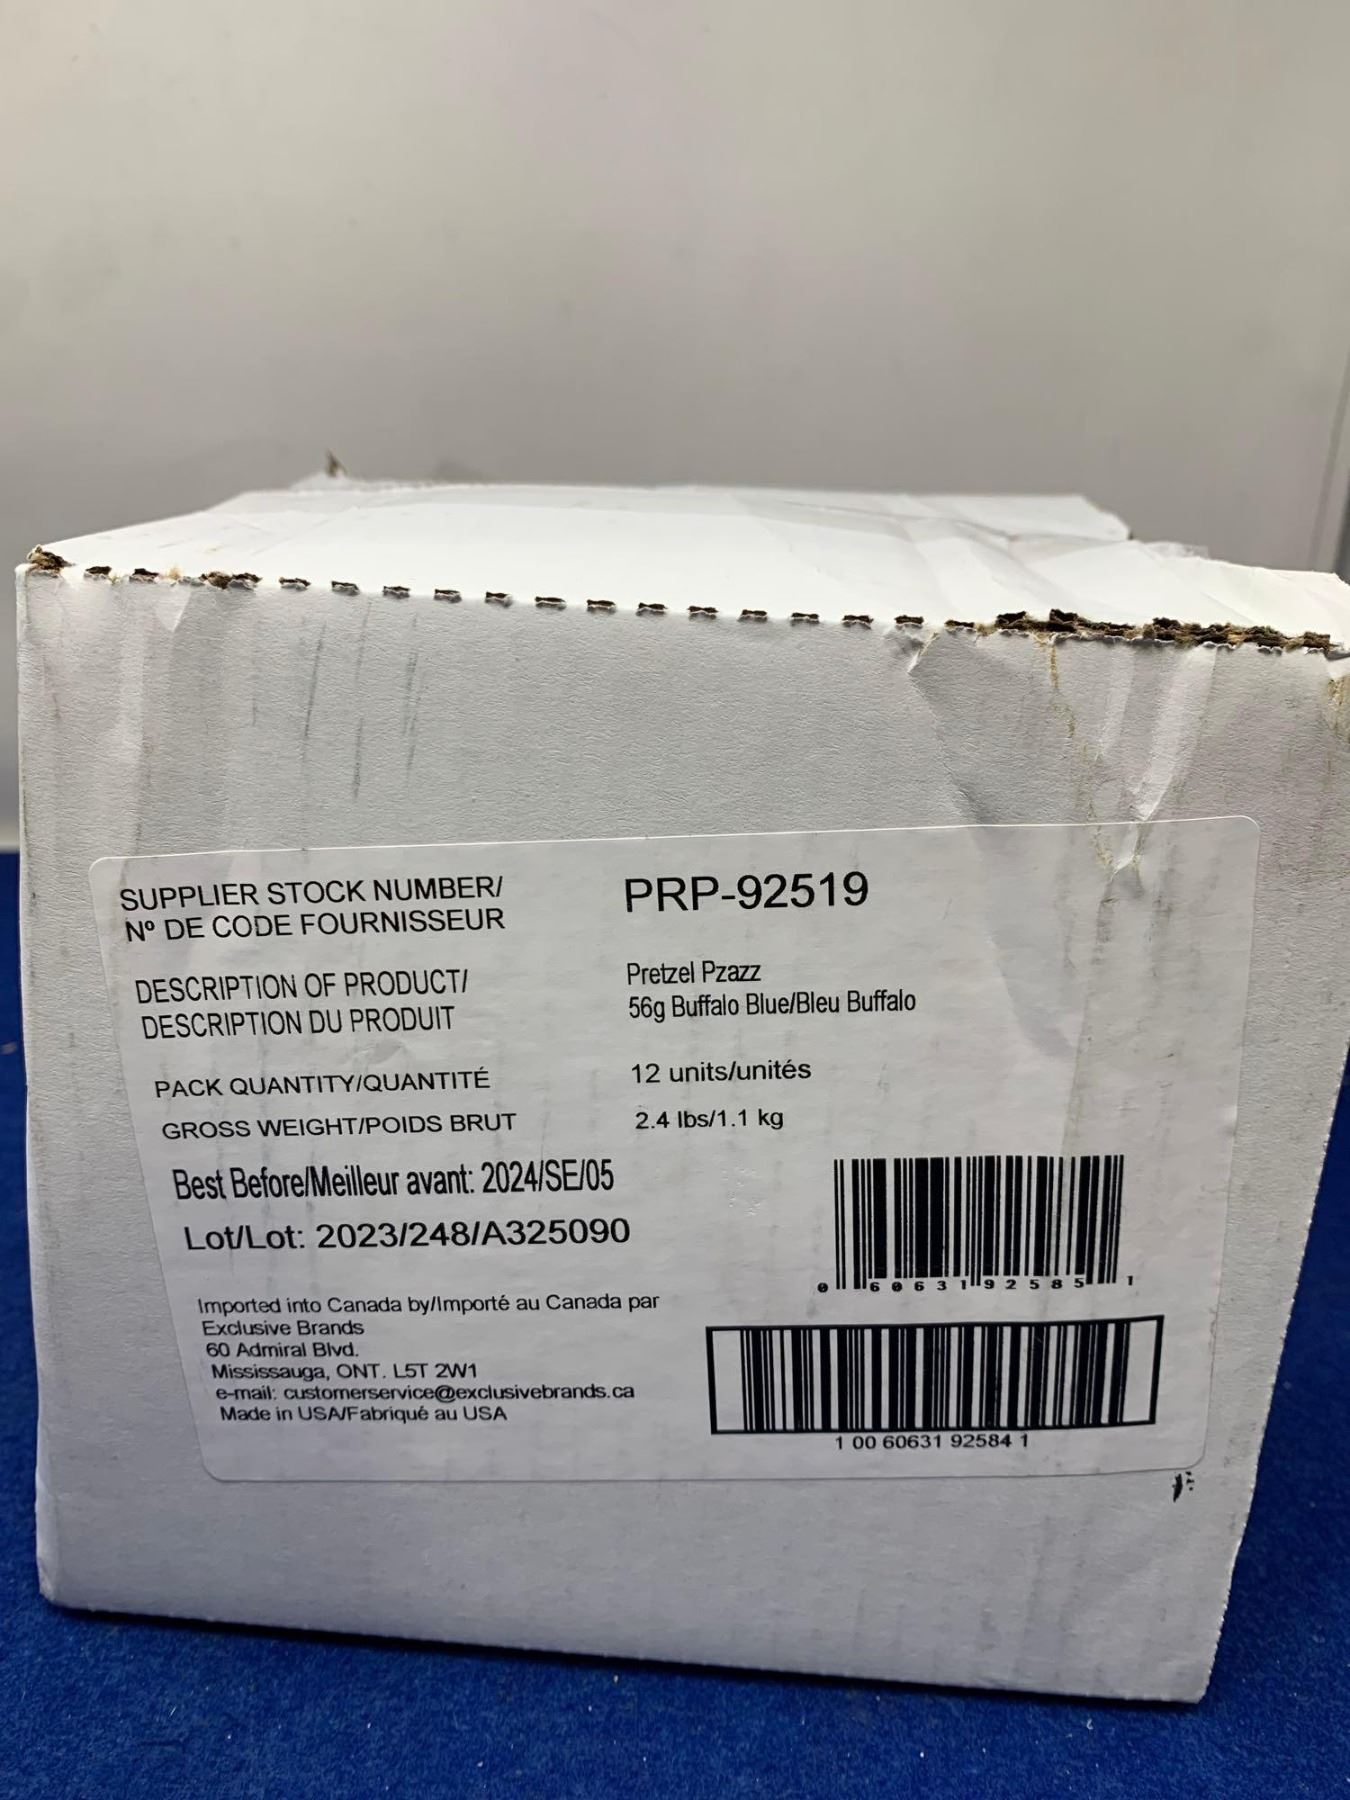 SUPPLIER STOCK NUMBER/
Nº DE CODE FOURNISSEUR
PRP-92519
DESCRIPTION OF PRODUCT/
DESCRIPTION DU PRODUIT
Pretzel Pzazz
56g Buffalo Blue/Bleu Buffalo
PACK QUANTITY/QUANTITÉ
12 units/unités
GROSS WEIGHT/POIDS BRUT
2.4 lbs/1.1 kg
Best Before/Meilleur avant: 2024/SE/05
Lot/Lot: 2023/248/A325090
Imported into Canada by/Importé au Canada par
Exclusive Brands
60 Admiral Blvd.
Mississauga, ONT. L5T 2W1
e-mail: customerservice@exclusivebrands.ca
Made in USA/Fabriqué au USA
0 60631 92585 1
1 00 60631 92584 1